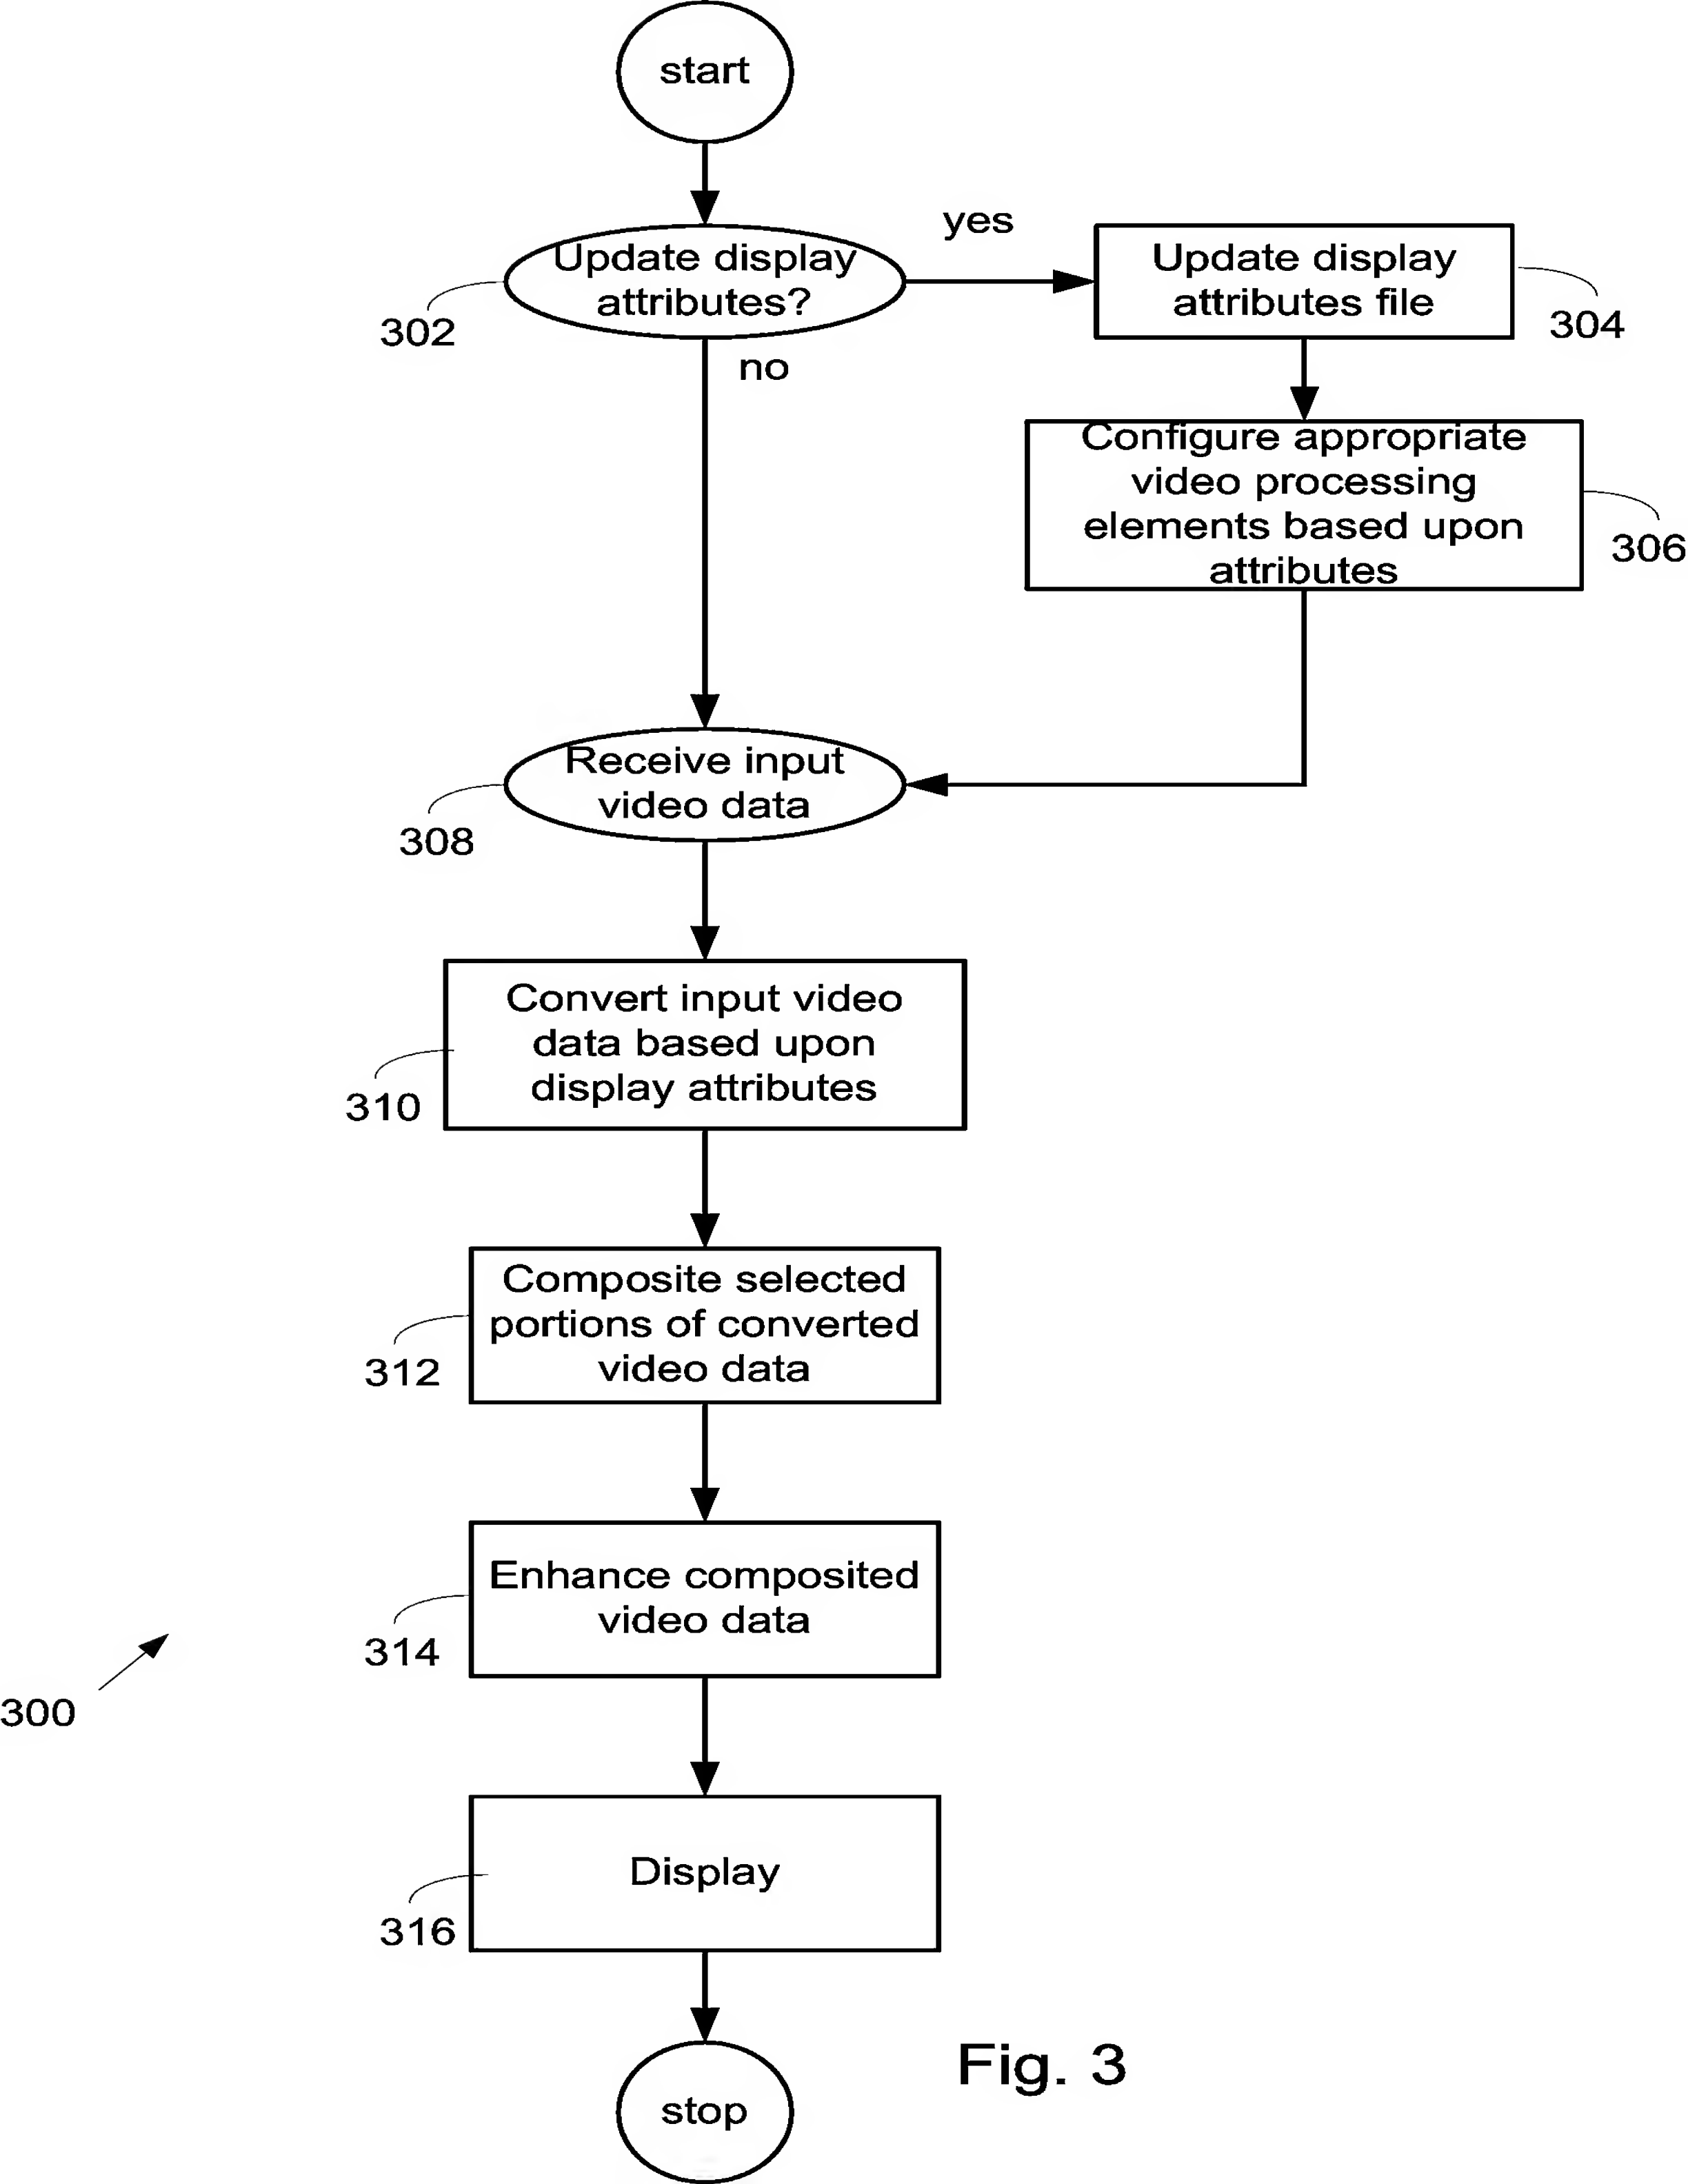 start
yes
Update display
attributes?
302
no
Update display
attributes file
304
Configure appropriate
video processing
elements based upon
attributes
306
Receive input
video data
308
Convert input video
data based upon
display attributes
310
Composite selected
portions of converted
video data
312
Enhance composited
video data
314
300
Display
316
stop
Fig. 3